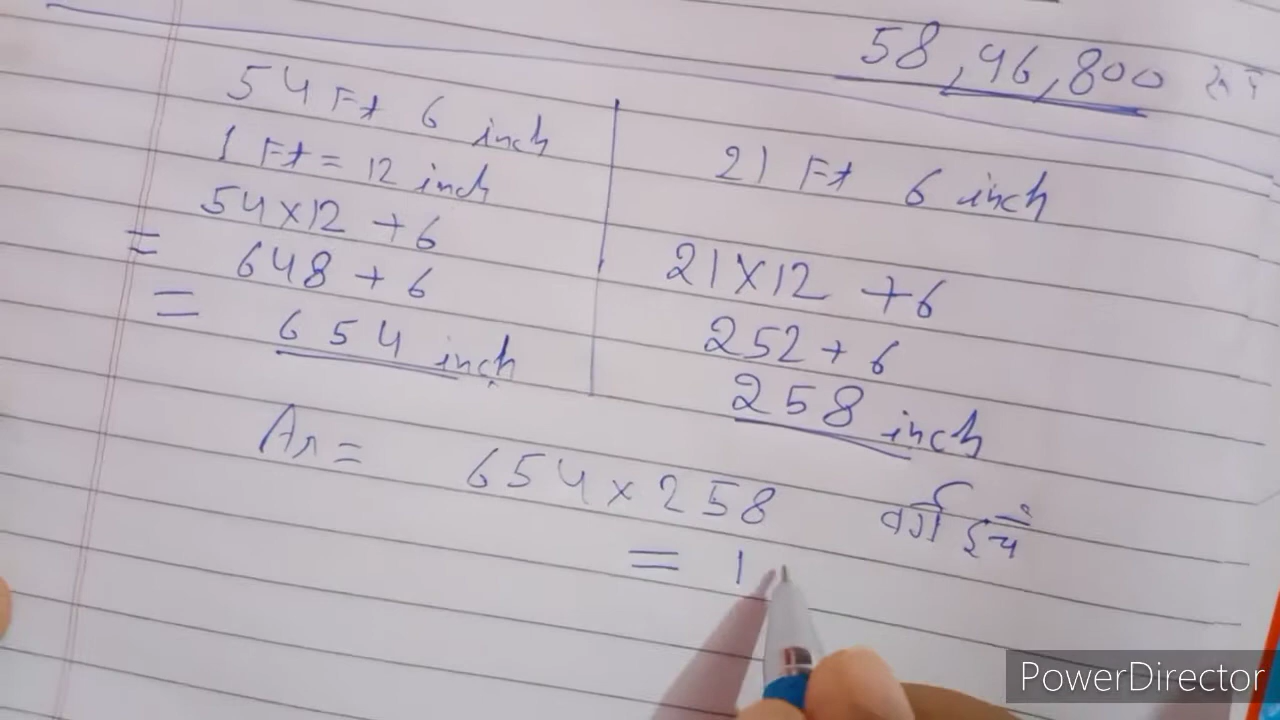 58,96,800
54 Ft 6 inch
1 Ft = 12 inch
54×12 +6
= 648 + 6
= 654 inch
21 Ft 6 inch
21×12 +6
252 + 6
258 inch
Ar = 654×258 वर्ग इंच
= 1
PowerDirector